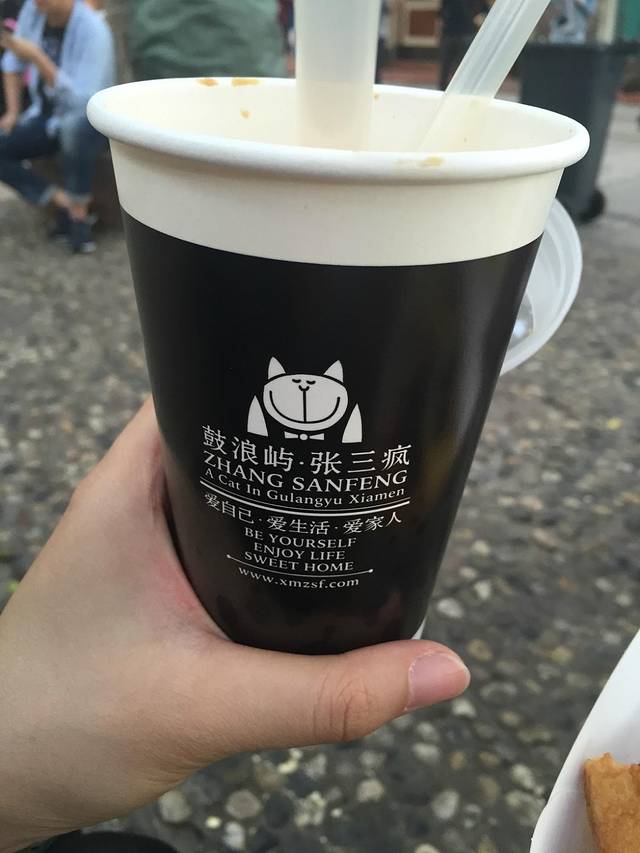 鼓浪屿·张三疯
ZHANG SANFENG
A Cat In Gulangyu Xiamen
爱自己·爱生活·爱家人
BE YOURSELF
ENJOY LIFE
SWEET HOME
www.xmzsf.com